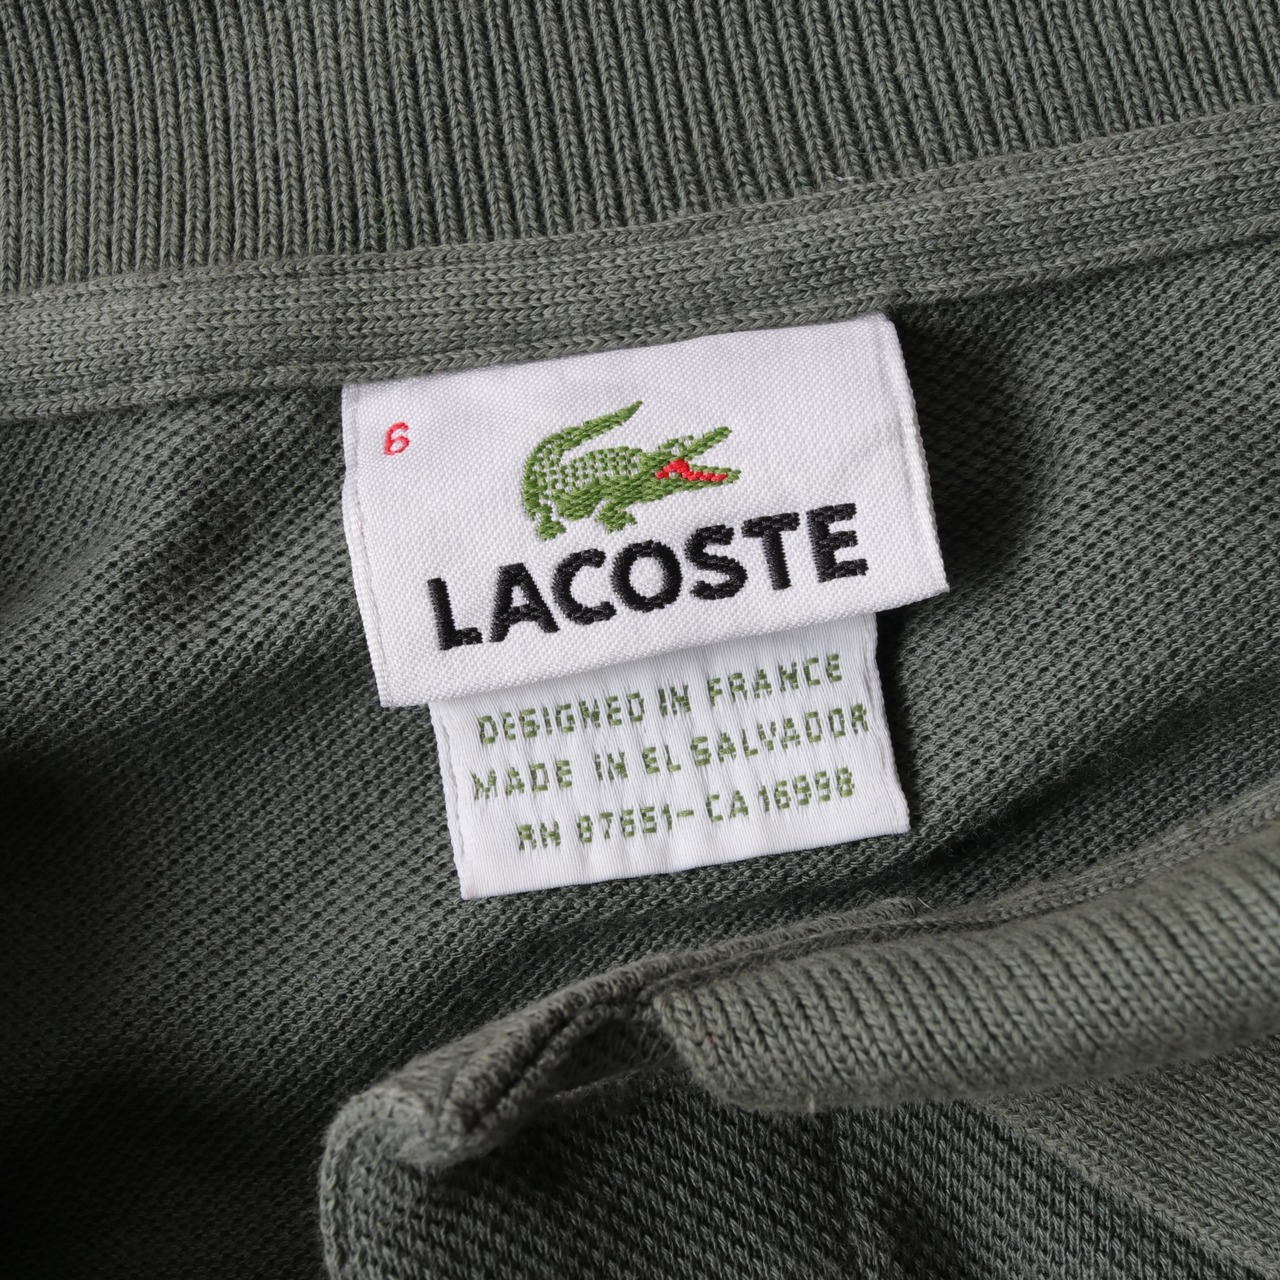 6
LACOSTE
DESIGNED IN FRANCE
MADE IN EL SALVADOR
RN 87651-CA 16998